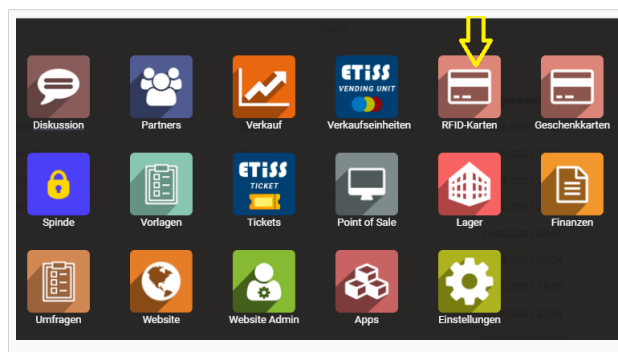 ETISS
VENDING UNIT
Diskussion
Partners
Verkauf
Verkaufseinheiten
RFID-Karten
Geschenkkarten
ETISS
TICKET
Spinde
Vorlagen
Tickets
Point of Sale
Lager
Finanzen
Umfragen
Website
Website Admin
Apps
Einstellungen